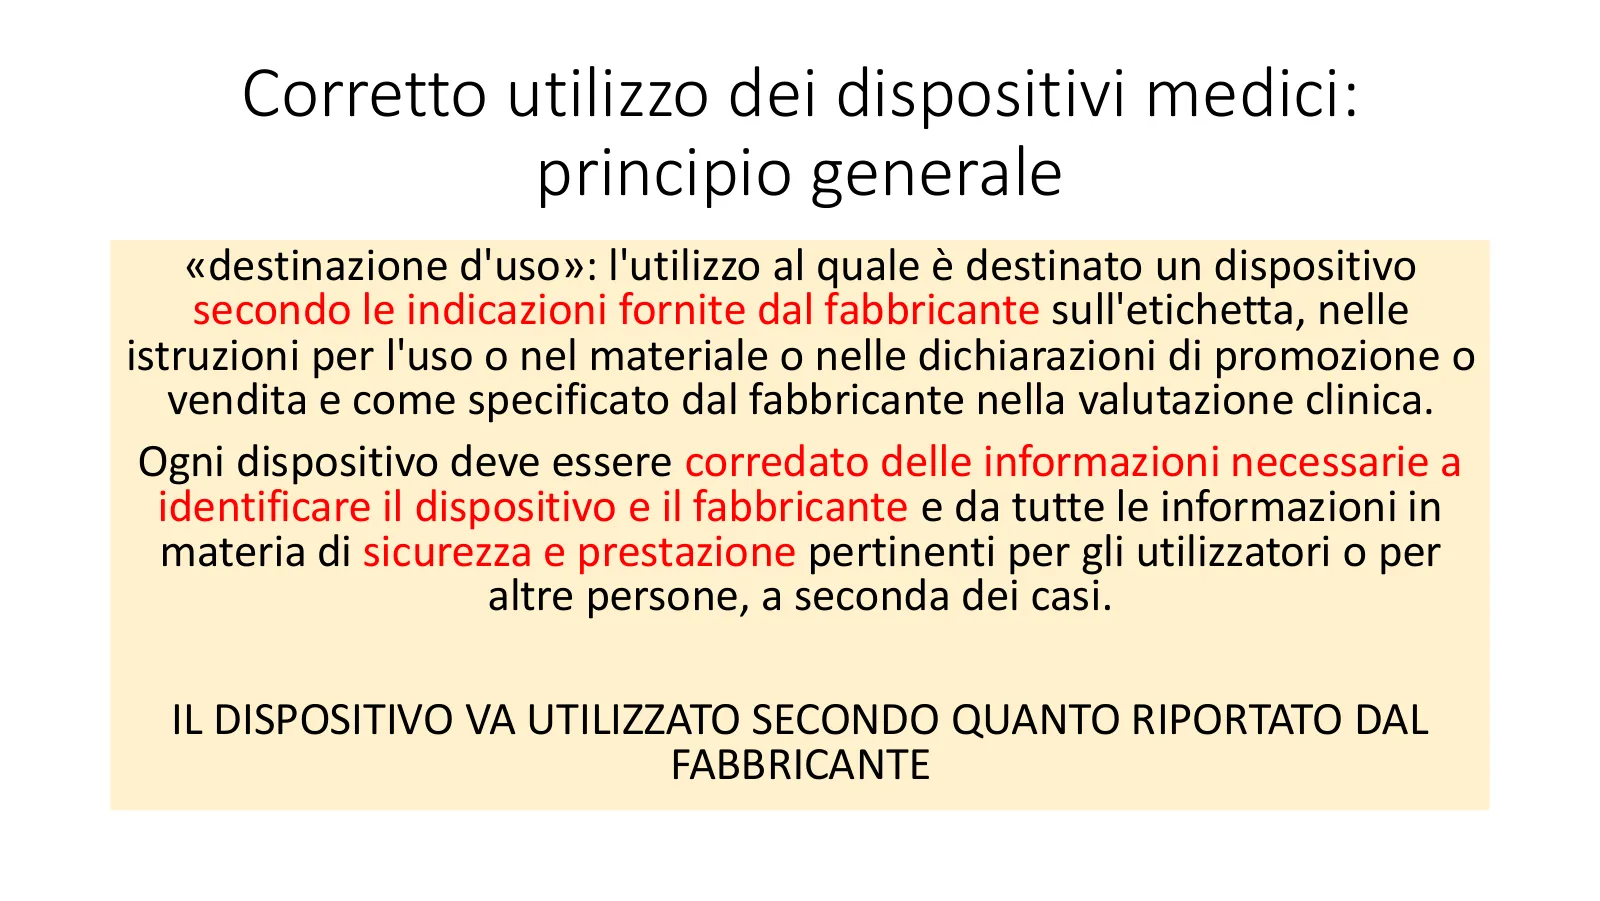 Corretto utilizzo dei dispositivi medici:
principio generale
«destinazione d'uso»: l'utilizzo al quale è destinato un dispositivo
secondo le indicazioni fornite dal fabbricante sull'etichetta, nelle
istruzioni per l'uso o nel materiale o nelle dichiarazioni di promozione o
vendita e come specificato dal fabbricante nella valutazione clinica.
Ogni dispositivo deve essere corredato delle informazioni necessarie a
identificare il dispositivo e il fabbricante e da tutte le informazioni in
materia di sicurezza e prestazione pertinenti per gli utilizzatori o per
altre persone, a seconda dei casi.
IL DISPOSITIVO VA UTILIZZATO SECONDO QUANTO RIPORTATO DAL
FABBRICANTE